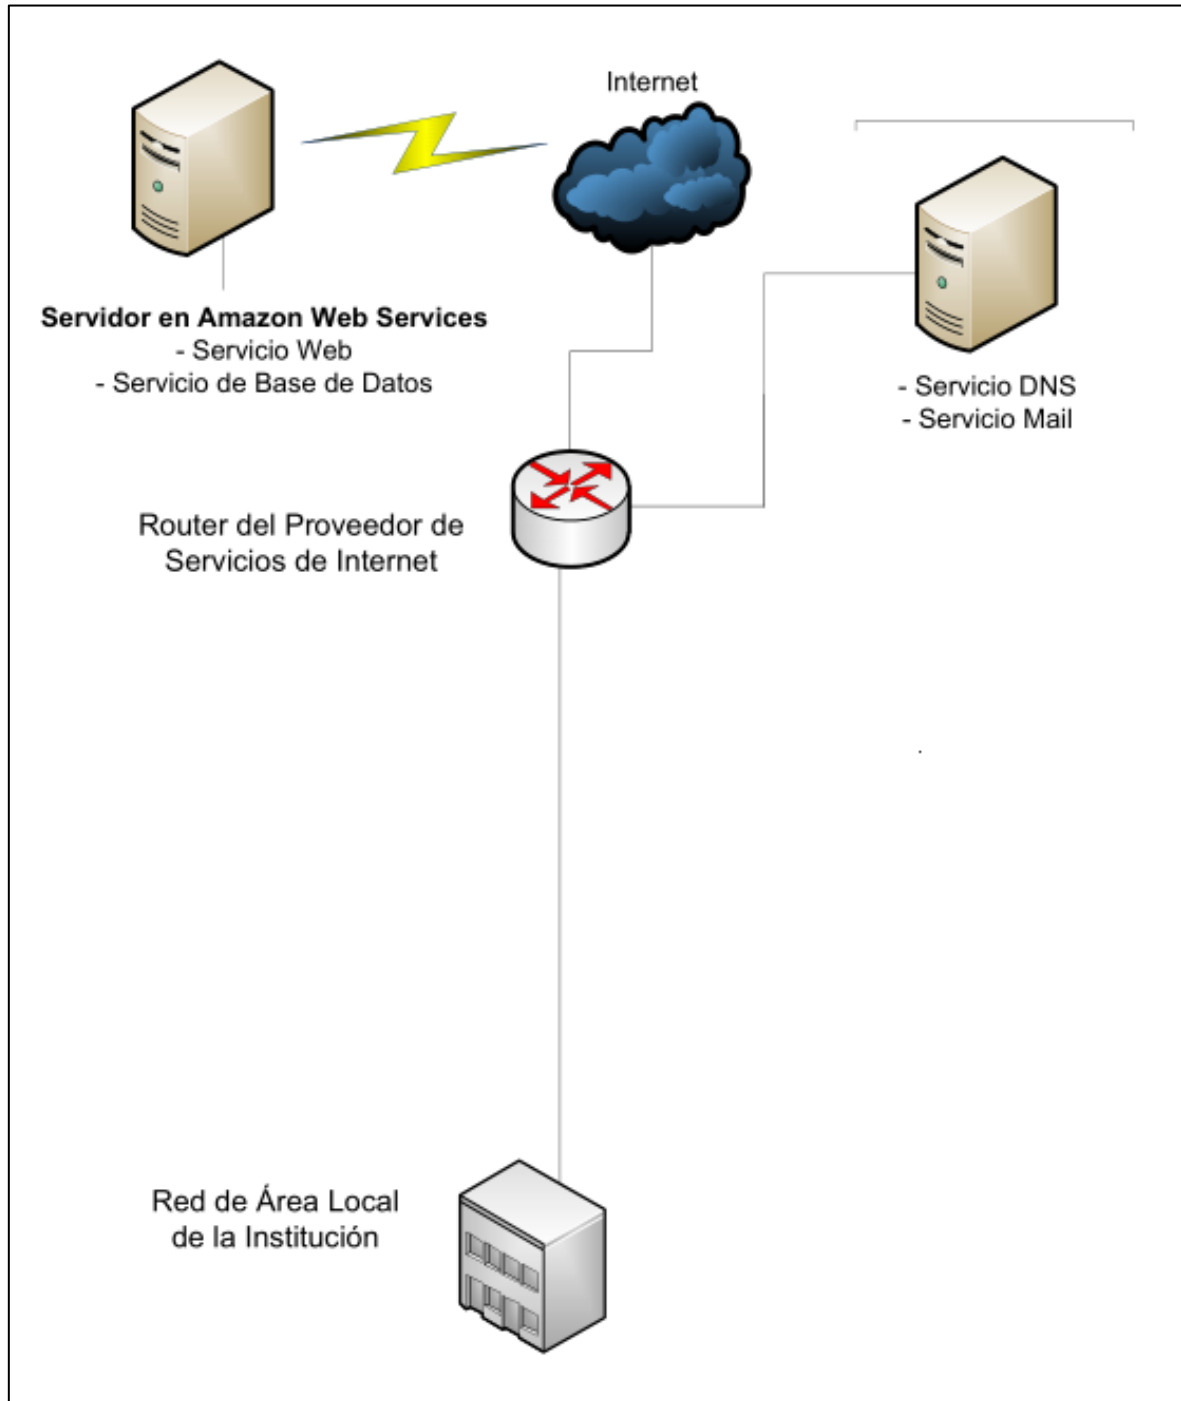 Internet
Servidor en Amazon Web Services
- Servicio Web
- Servicio de Base de Datos
- Servicio DNS
- Servicio Mail
Router del Proveedor de
Servicios de Internet
Red de Área Local
de la Institución